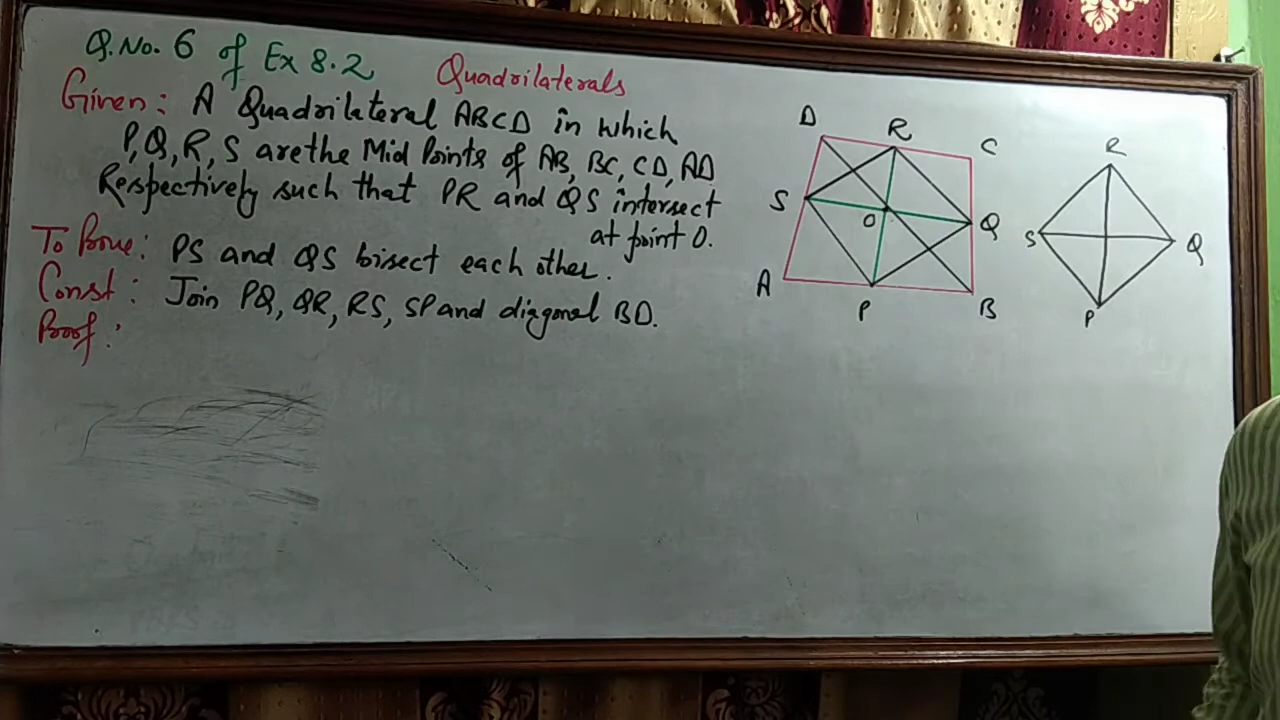 Q.No. 6 of Ex 8.2
Quadrilaterals
Given: A Quadrilateral ABCD in which
P,Q,R,S are the Mid Points of AB, BC, CD, AD
Respectively such that PR and QS intersect
at point O.
To Prove: PS and QS bisect each other.
Const: Join PQ, QR, RS, SP and diagonal BD.
Proof:
D R C
S O Q
A P B
R
S Q
P